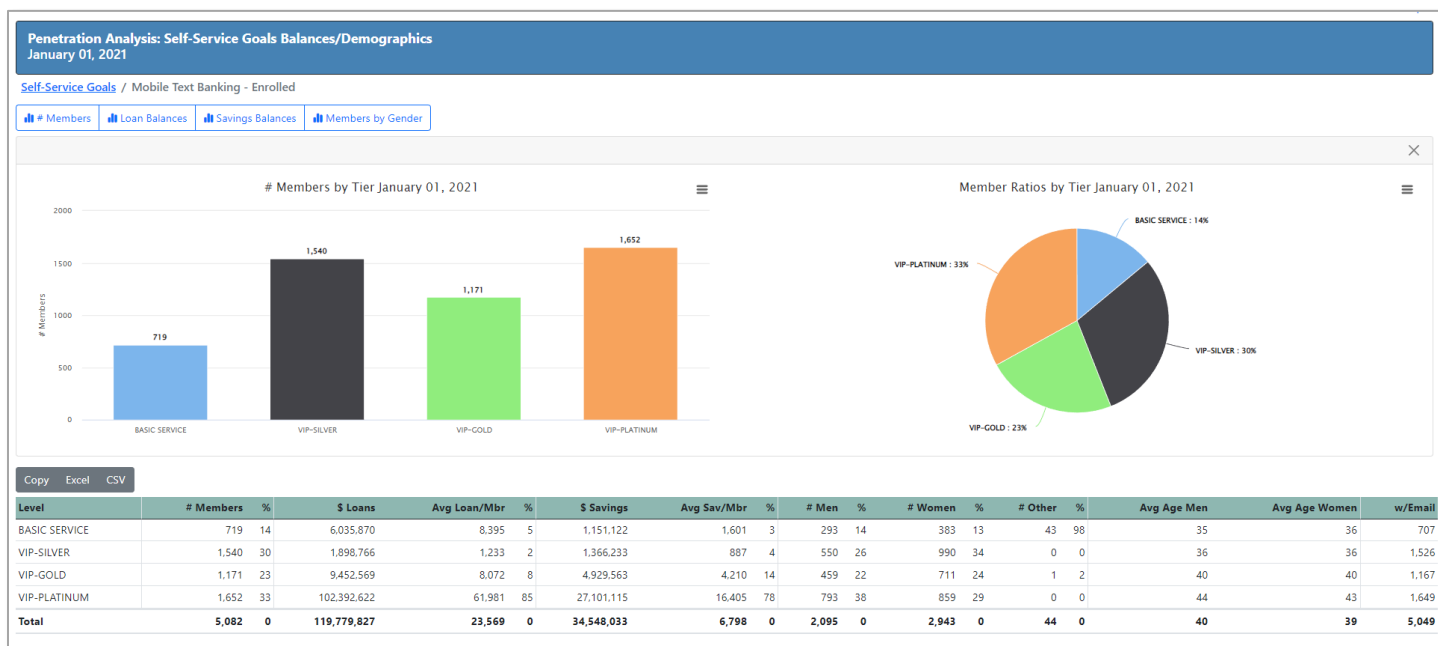 Penetration Analysis: Self-Service Goals Balances/Demographics
January 01, 2021
Self-Service Goals / Mobile Text Banking - Enrolled
# Members Loan Balances Savings Balances Members by Gender
# Members by Tier January 01, 2021
2000
1500
1000
500
0
# Members
719
1,540
1,171
1,652
BASIC SERVICE VIP-SILVER VIP-GOLD VIP-PLATINUM
Member Ratios by Tier January 01, 2021
BASIC SERVICE : 14%
VIP-PLATINUM : 33%
VIP-SILVER : 30%
VIP-GOLD : 23%
Copy Excel CSV
Level # Members % $ Loans Avg Loan/Mbr % $ Savings Avg Sav/Mbr % # Men % # Women % # Other % Avg Age Men Avg Age Women w/Email
BASIC SERVICE 719 14 6,035,870 8,395 5 1,151,122 1,601 3 293 14 383 13 43 98 35 36 707
VIP-SILVER 1,540 30 1,898,766 1,233 2 1,366,233 887 4 550 26 990 34 0 0 36 36 1,526
VIP-GOLD 1,171 23 9,452,569 8,072 8 4,929,563 4,210 14 459 22 711 24 1 2 40 40 1,167
VIP-PLATINUM 1,652 33 102,392,622 61,981 85 27,101,115 16,405 78 793 38 859 29 0 0 44 43 1,649
Total 5,082 0 119,779,827 23,569 0 34,548,033 6,798 0 2,095 0 2,943 0 44 0 40 39 5,049